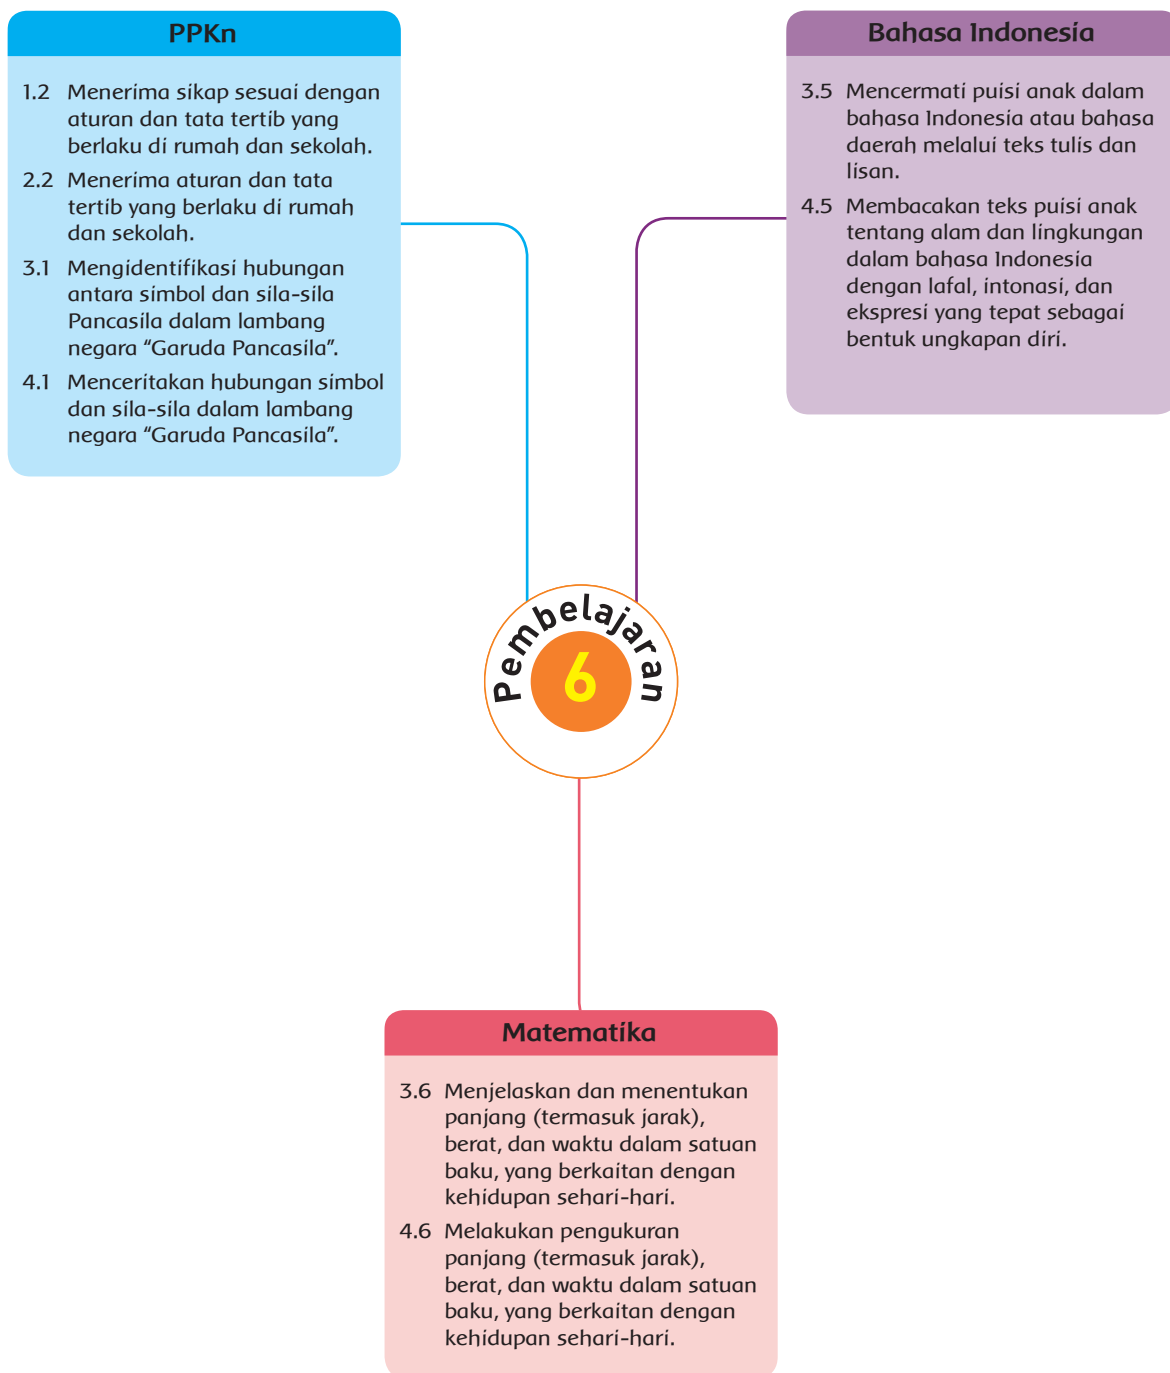 PPKn
1.2 Menerima sikap sesuai dengan
aturan dan tata tertib yang
berlaku di rumah dan sekolah.
2.2 Menerima aturan dan tata
tertib yang berlaku di rumah
dan sekolah.
3.1 Mengidentifikasi hubungan
antara simbol dan sila-sila
Pancasila dalam lambang
negara “Garuda Pancasila”.
4.1 Menceritakan hubungan simbol
dan sila-sila dalam lambang
negara “Garuda Pancasila”.
Bahasa Indonesia
3.5 Mencermati puisi anak dalam
bahasa Indonesia atau bahasa
daerah melalui teks tulis dan
lisan.
4.5 Membacakan teks puisi anak
tentang alam dan lingkungan
dalam bahasa Indonesia
dengan lafal, intonasi, dan
ekspresi yang tepat sebagai
bentuk ungkapan diri.
Pembelajaran
6
Matematika
3.6 Menjelaskan dan menentukan
panjang (termasuk jarak),
berat, dan waktu dalam satuan
baku, yang berkaitan dengan
kehidupan sehari-hari.
4.6 Melakukan pengukuran
panjang (termasuk jarak),
berat, dan waktu dalam satuan
baku, yang berkaitan dengan
kehidupan sehari-hari.